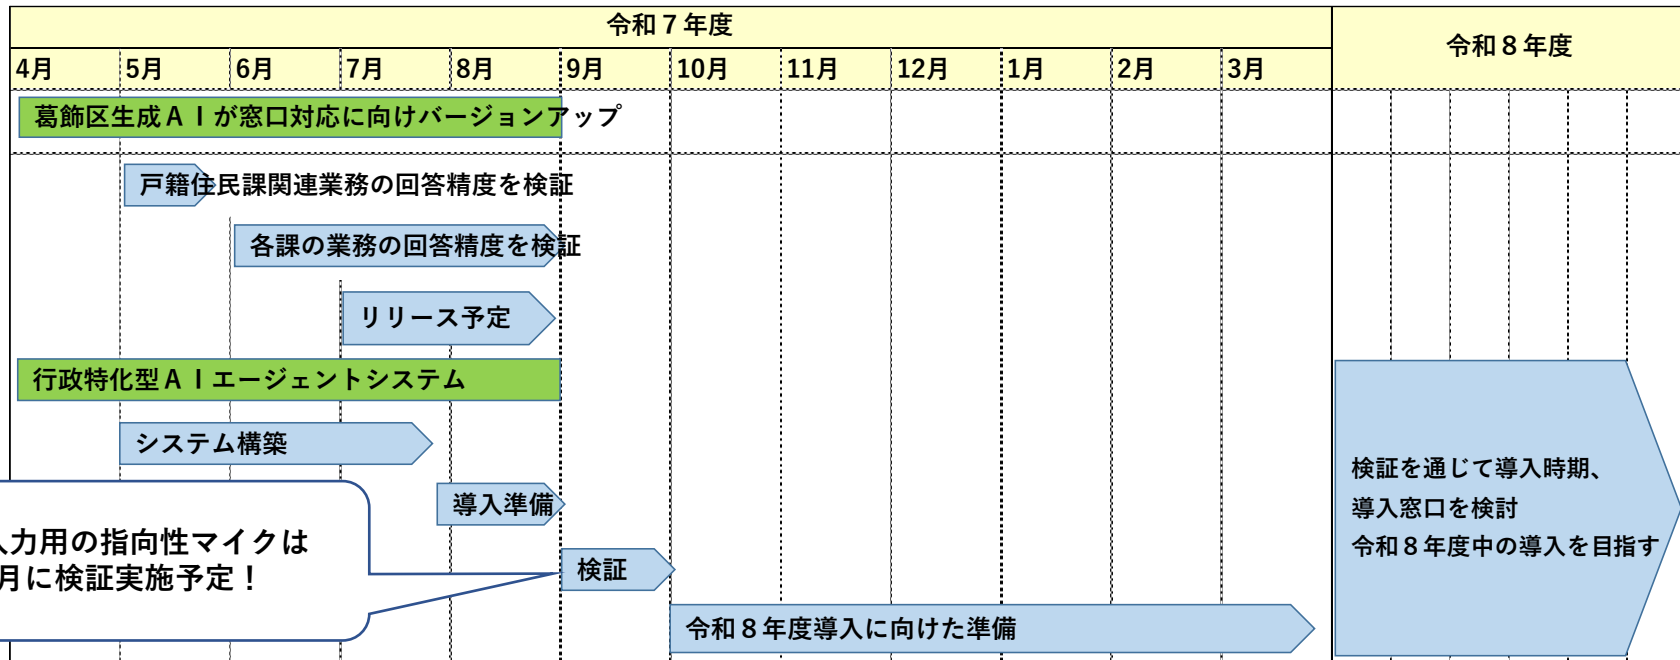 令和７年度
令和８年度
4月 5月 6月 7月 8月 9月 10月 11月 12月 1月 2月 3月
葛飾区生成ＡＩが窓口対応に向けバージョンアップ
戸籍住民課関連業務の回答精度を検証
各課の業務の回答精度を検証
リリース予定
行政特化型ＡＩエージェントシステム
システム構築
導入準備
入力用の指向性マイクは
月に検証実施予定！
検証
令和８年度導入に向けた準備
検証を通じて導入時期、
導入窓口を検討
令和８年度中の導入を目指す